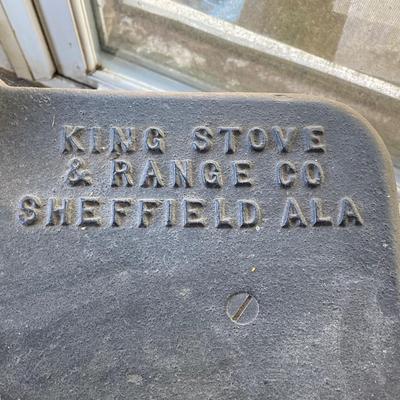 KING STOVE
& RANGE CO
SHEFFIELD ALA